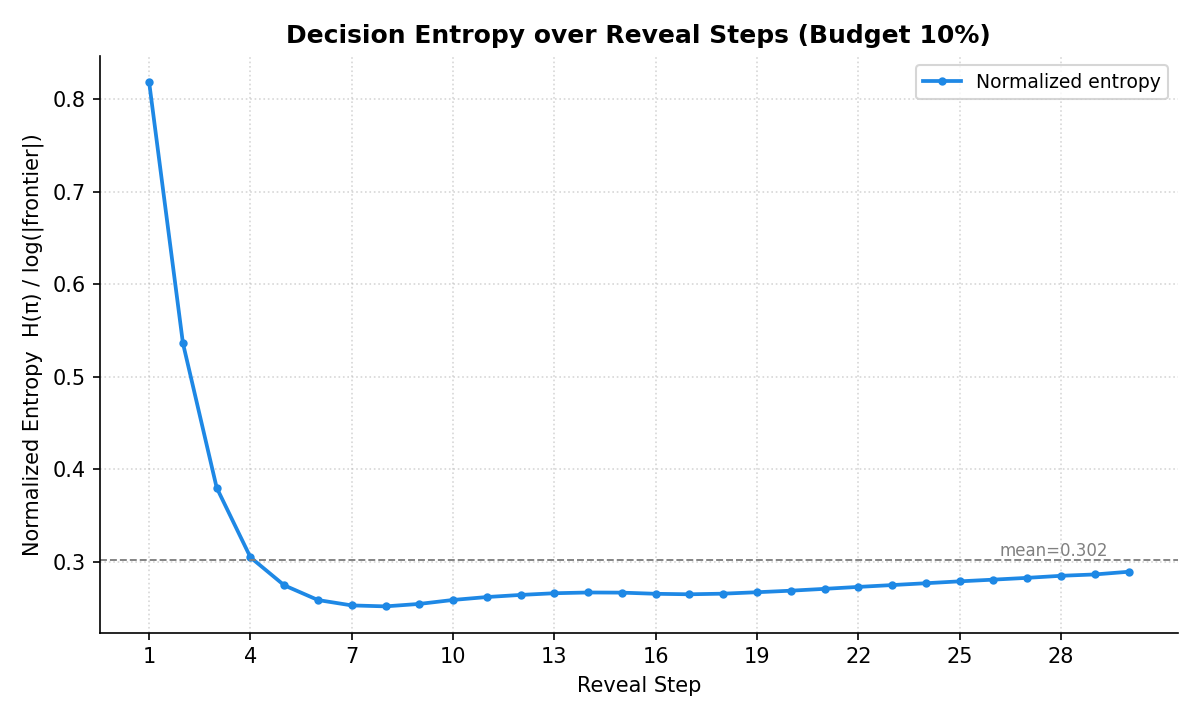 Decision Entropy over Reveal Steps (Budget 10%)
Normalized entropy
Normalized Entropy  H(π) / log(|frontier|)
0.8
0.7
0.6
0.5
0.4
0.3
mean=0.302
1 4 7 10 13 16 19 22 25 28
Reveal Step